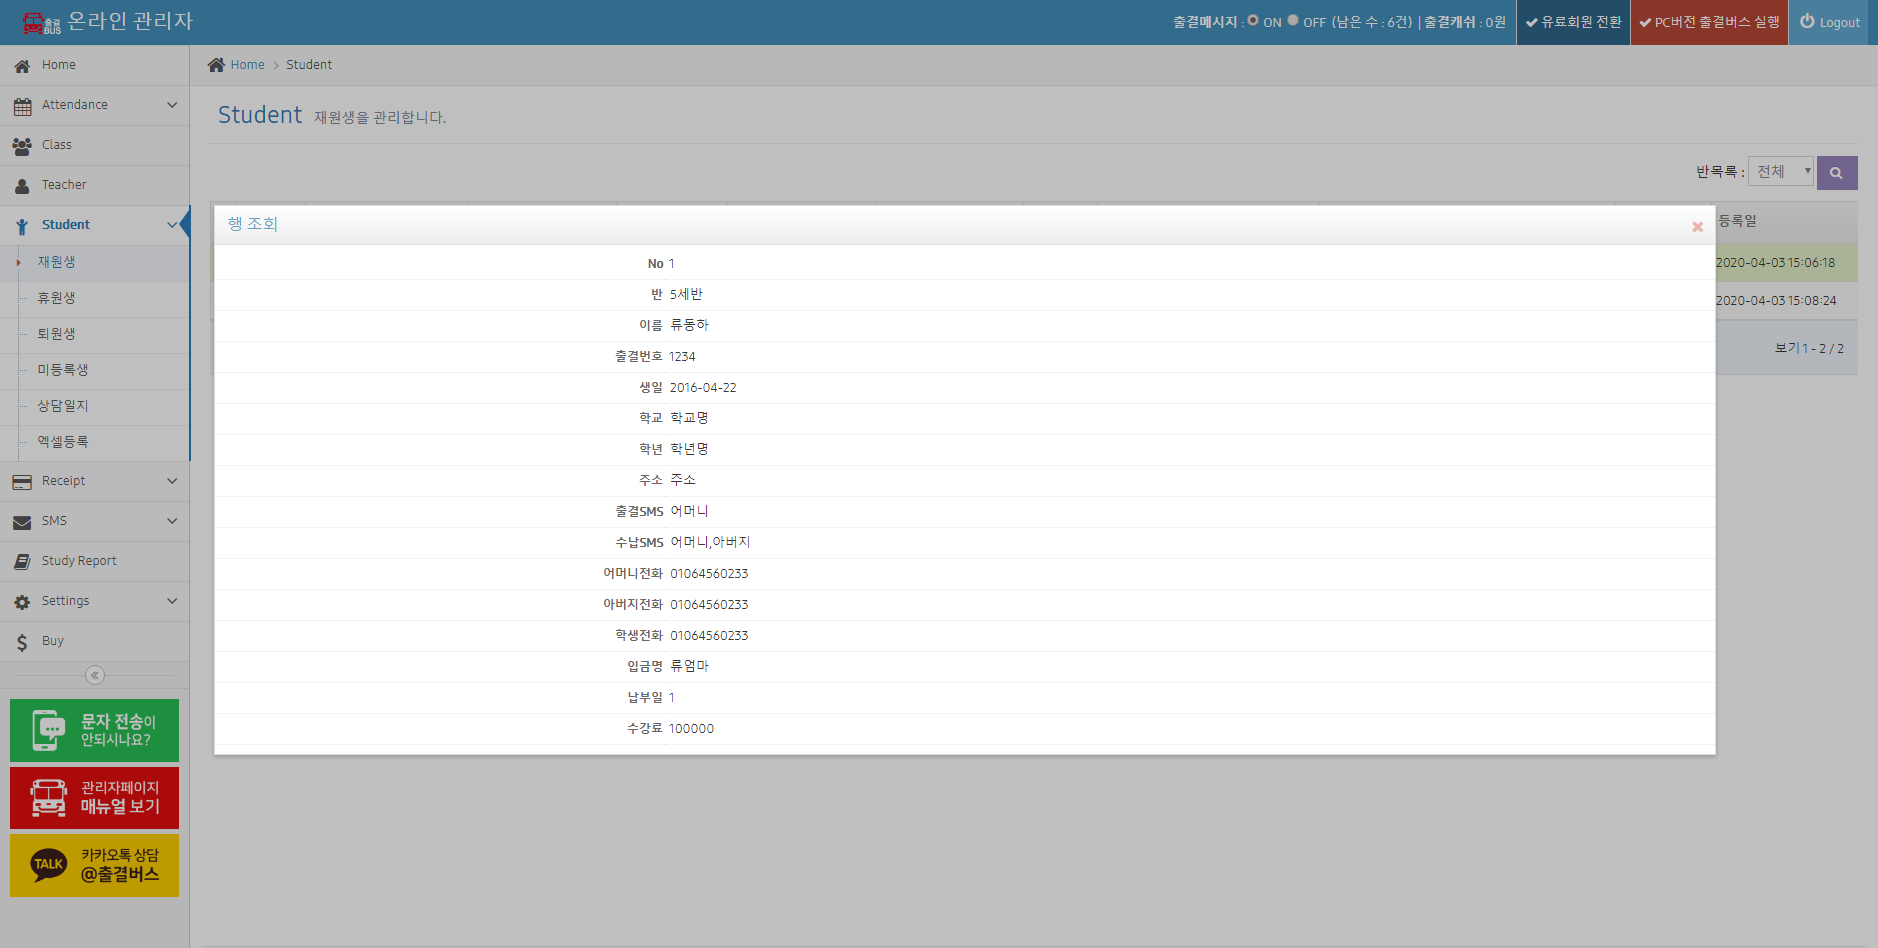 출결
BUS
온라인 관리자
출결메시지 : ON OFF (남은 수 : 6건) | 출결캐쉬 : 0원
유료회원 전환
PC버전 출결버스 실행
Logout
Home
Attendance
Class
Teacher
Student
재원생
휴원생
퇴원생
미등록생
상담일지
엑셀등록
Receipt
SMS
Study Report
Settings
Buy
문자 전송이
안되시나요?
관리자페이지
매뉴얼 보기
TALK
카카오톡 상담
@출결버스
Home > Student
Student 재원생을 관리합니다.
반목록 : 전체
등록일
2020-04-03 15:06:18
2020-04-03 15:08:24
보기 1 - 2 / 2
행 조회
No 1
반 5세반
이름 류동하
출결번호 1234
생일 2016-04-22
학교 학교명
학년 학년명
주소 주소
출결SMS 어머니
수납SMS 어머니,아버지
어머니전화 01064560233
아버지전화 01064560233
학생전화 01064560233
입금명 류엄마
납부일 1
수강료 100000